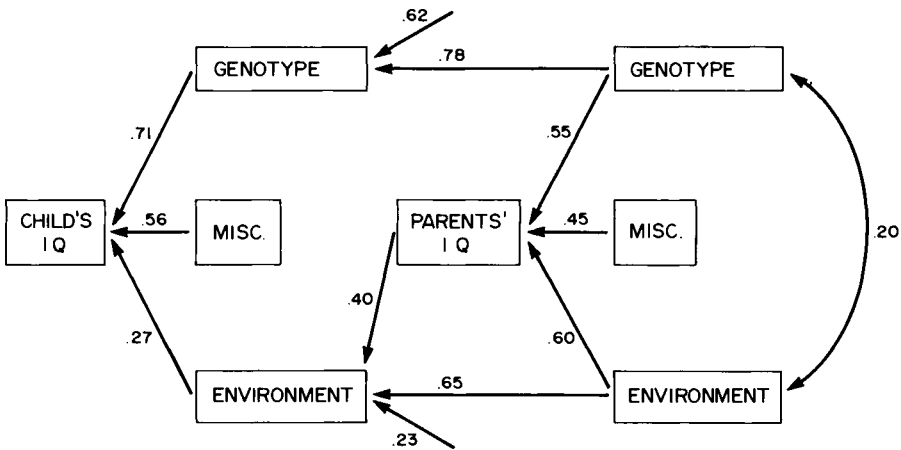 .62
GENOTYPE
.78
GENOTYPE
.71
.55
CHILD'S
IQ
.56
MISC.
PARENTS'
IQ
.45
MISC.
.20
.40
.27
.60
ENVIRONMENT
.65
ENVIRONMENT
.23